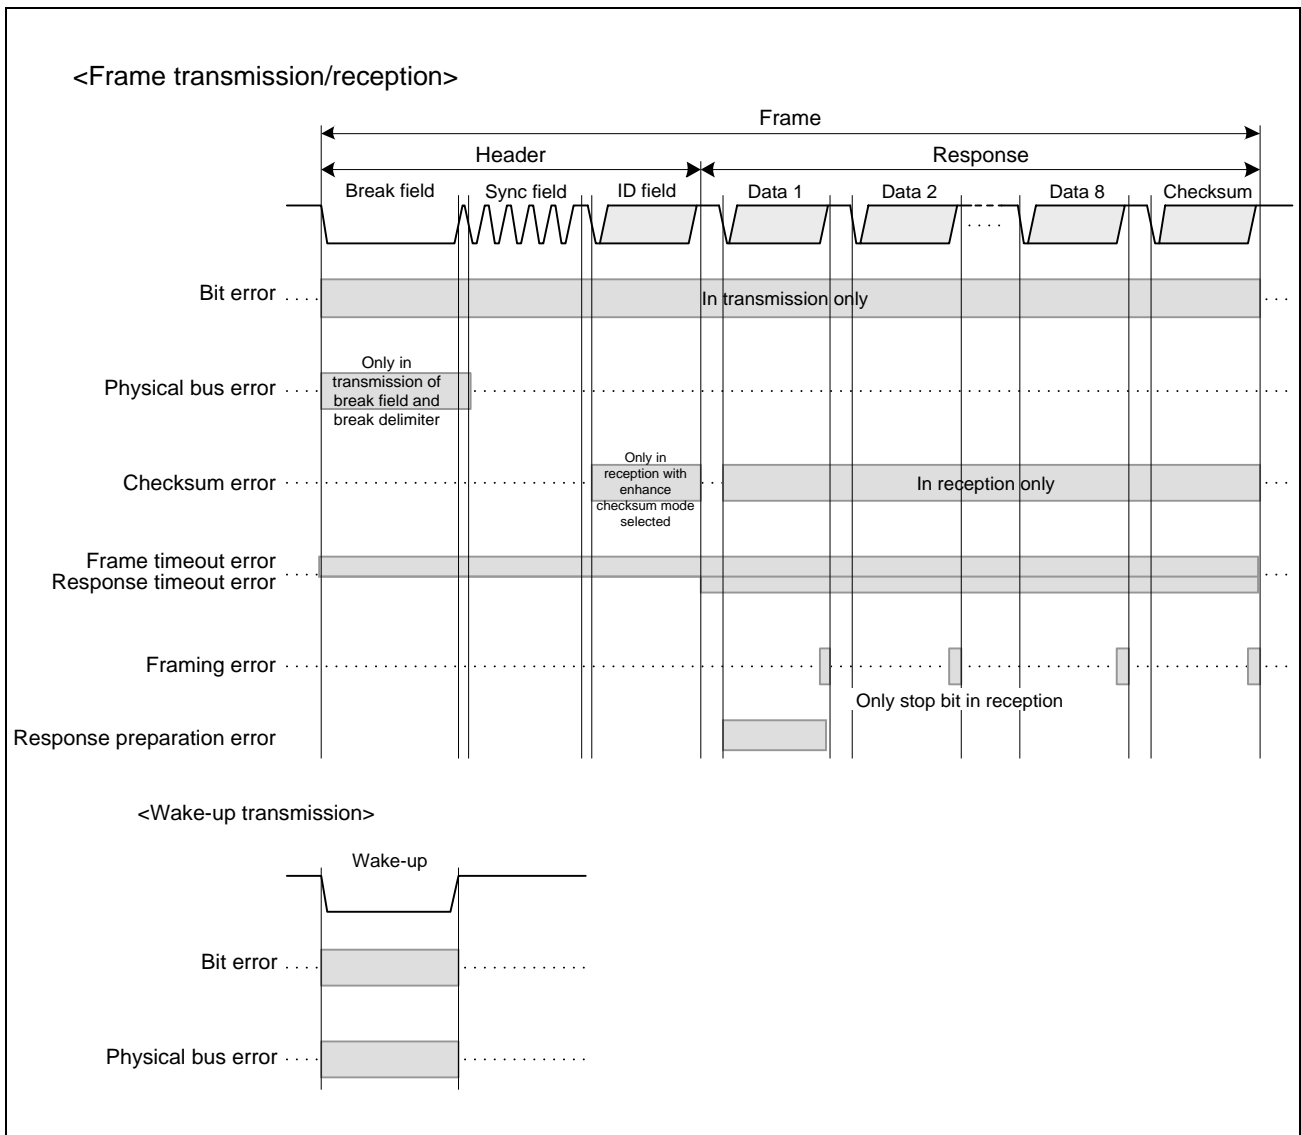 <Frame transmission/reception>
Frame
Header
Response
Break field
Sync field
ID field
Data 1
Data 2
Data 8
Checksum
Bit error
In transmission only
Physical bus error
Only in
transmission of
break field and
break delimiter
Checksum error
Only in
reception with
enhance
checksum mode
selected
In reception only
Frame timeout error
Response timeout error
Framing error
Only stop bit in reception
Response preparation error
<Wake-up transmission>
Wake-up
Bit error
Physical bus error